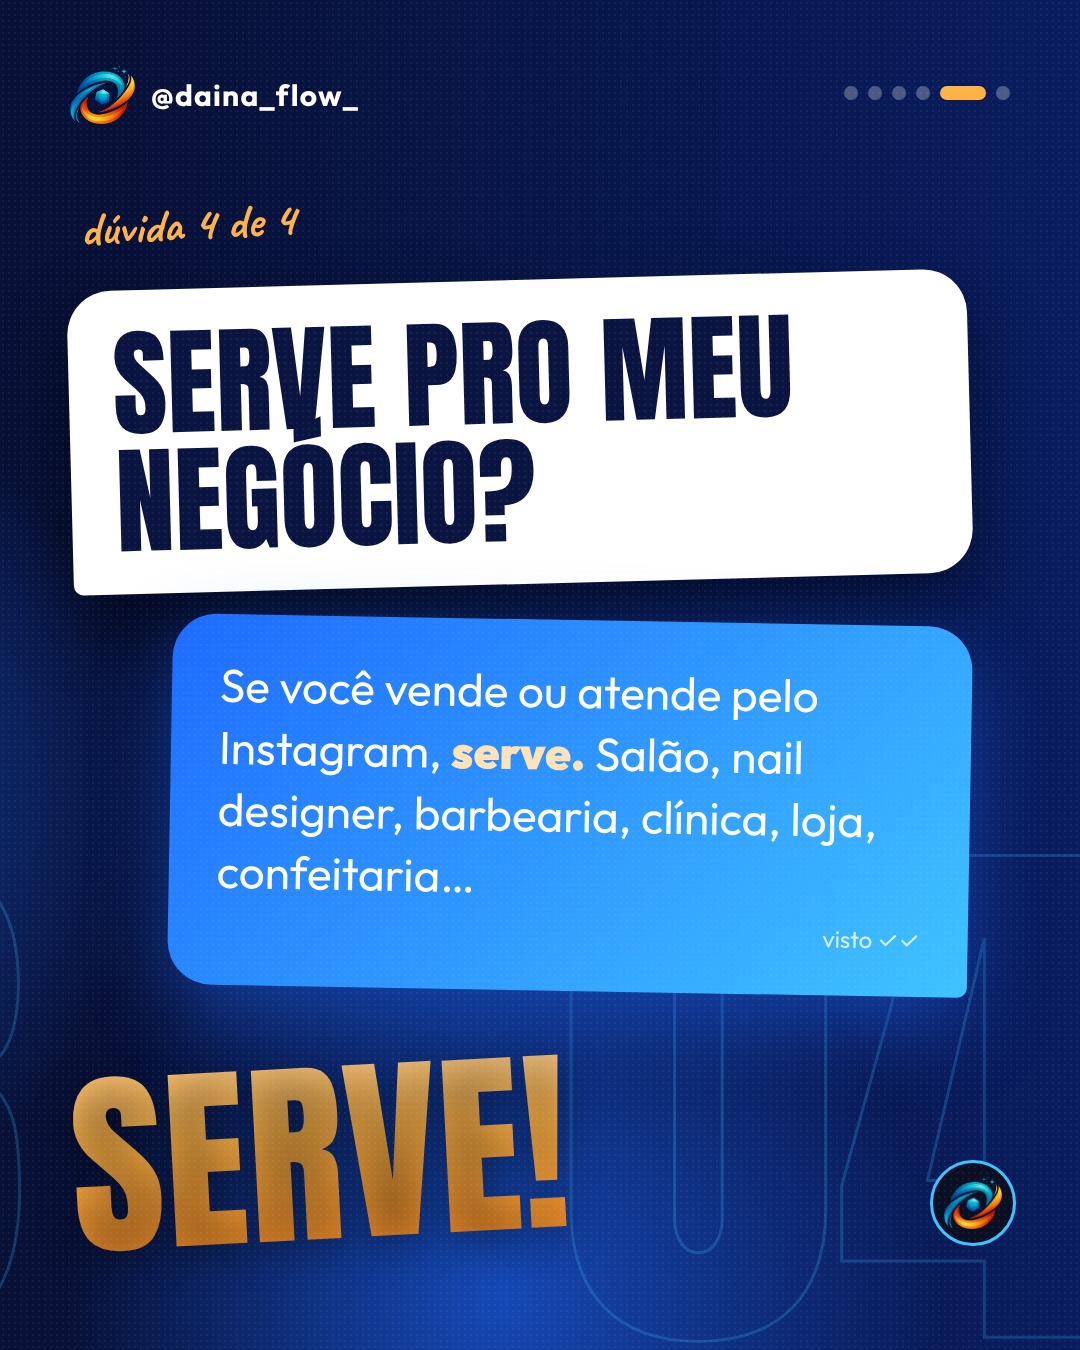 @daina_flow_
dúvida 4 de 4
SERVE PRO MEU
NEGÓCIO?
Se você vende ou atende pelo
Instagram, serve. Salão, nail
designer, barbearia, clínica, loja,
confeitaria...
visto ✓✓
SERVE!
04